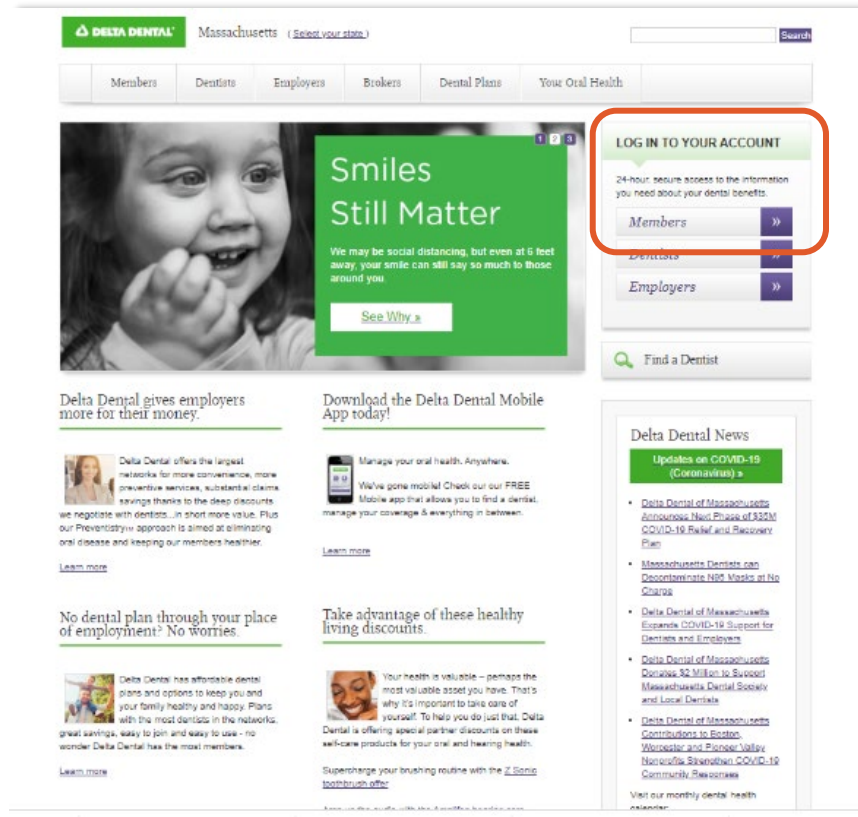 DELTA DENTAL
Massachusetts ( Select your state )
Search
Members Dentists Employers Brokers Dental Plans Your Oral Health
1 2 3
Smiles
Still Matter
We may be social distancing, but even at 6 feet
away, your smile can still say so much to those
around you.
See Why »
LOG IN TO YOUR ACCOUNT
24-hour, secure access to the information
you need about your dental benefits.
Members »
Dentists »
Employers »
Find a Dentist
Delta Dental gives employers
more for their money.
Delta Dental offers the largest
networks for more convenience, more
preventive services, substantial claims
savings thanks to the deep discounts
we negotiate with dentists...in short more value. Plus
our Preventistry™ approach is aimed at eliminating
oral disease and keeping our members healthier.
Learn more
Download the Delta Dental Mobile
App today!
Manage your oral health. Anywhere.
We've gone mobile! Check our our FREE
Mobile app that allows you to find a dentist,
manage your coverage & everything in between.
Learn more
No dental plan through your place
of employment? No worries.
Delta Dental has affordable dental
plans and options to keep you and
your family healthy and happy. Plans
with the most dentists in the networks,
great savings, easy to join and easy to use - no
wonder Delta Dental has the most members.
Learn more
Take advantage of these healthy
living discounts.
Your health is valuable – perhaps the
most valuable asset you have. That's
why it's important to take care of
yourself. To help you do just that, Delta
Dental is offering special partner discounts on these
self-care products for your oral and hearing health.
Supercharge your brushing routine with the Z Sonic
toothbrush offer
Delta Dental News
Updates on COVID-19
(Coronavirus) »
• Delta Dental of Massachusetts
Announces Next Phase of $35M
COVID-19 Relief and Recovery
Plan
• Massachusetts Dentists can
Decontaminate N95 Masks at No
Charge
• Delta Dental of Massachusetts
Expands COVID-19 Support for
Dentists and Employers
• Delta Dental of Massachusetts
Donates $2 Million to Support
Massachusetts Dental Society
and Local Dentists
• Delta Dental of Massachusetts
Contributions to Boston,
Worcester and Pioneer Valley
Nonprofits Strengthen COVID-19
Community Responses
Visit our monthly dental health
calendar: